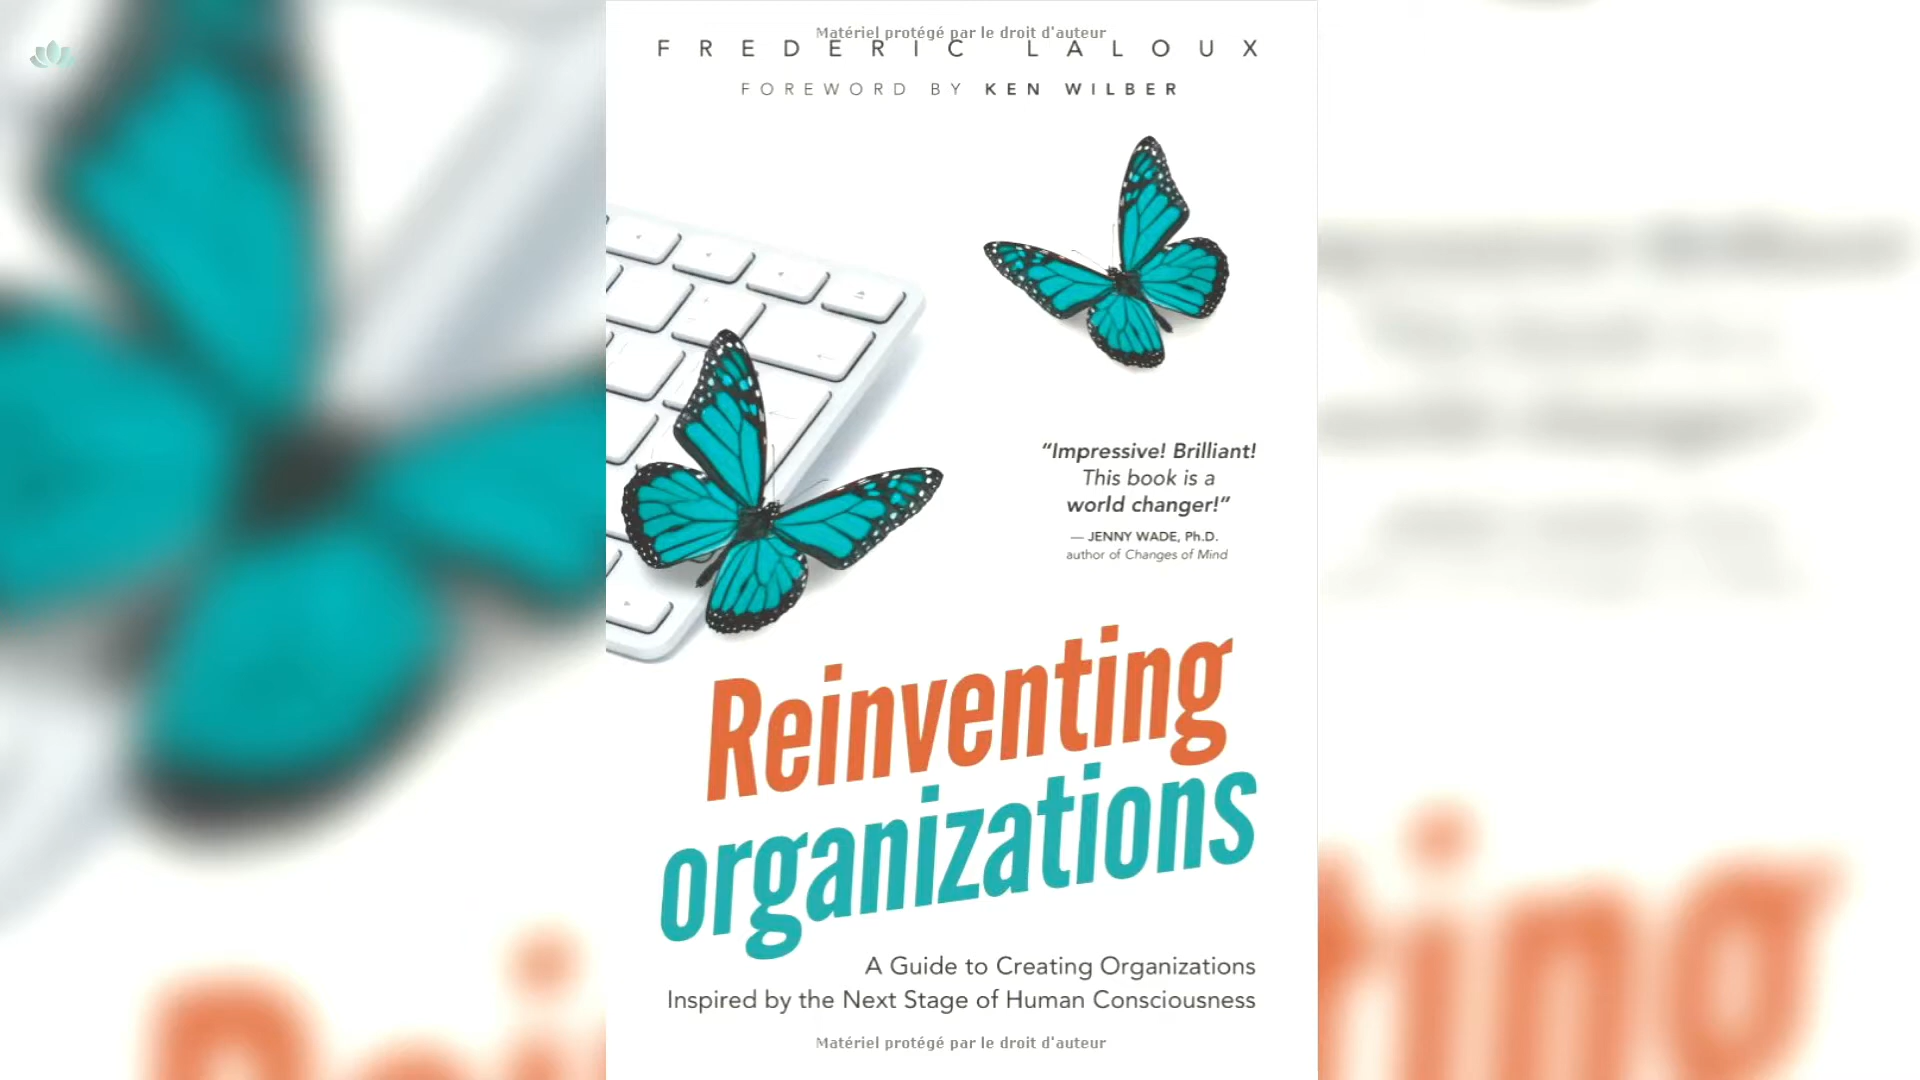 Matériel protégé par le droit d'auteur
FREDERIC LALOUX
FOREWORD BY KEN WILBER
“Impressive! Brilliant!
This book is a
world changer!”
— JENNY WADE, Ph.D.
author of Changes of Mind
Reinventing
organizations
A Guide to Creating Organizations
Inspired by the Next Stage of Human Consciousness
Matériel protégé par le droit d'auteur